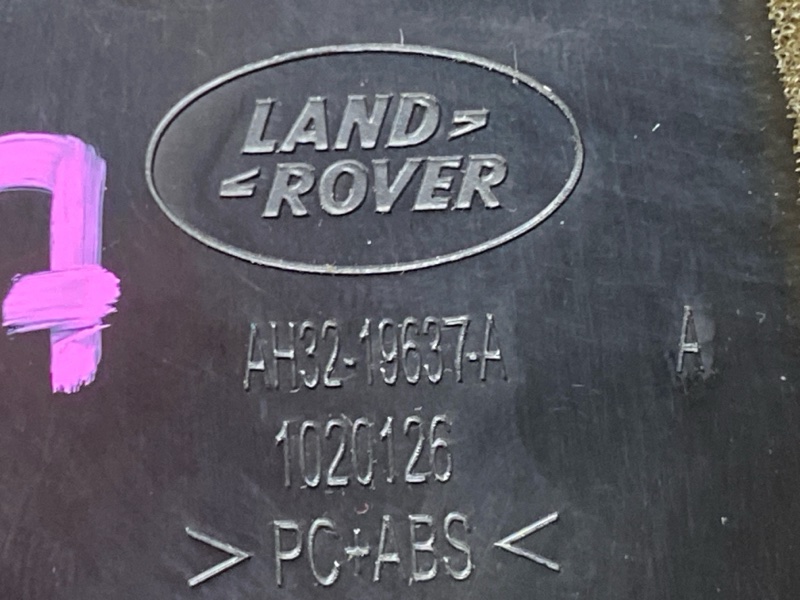 LAND>
<ROVER
AH32-19637-A
A
1020126
>PC+ABS<